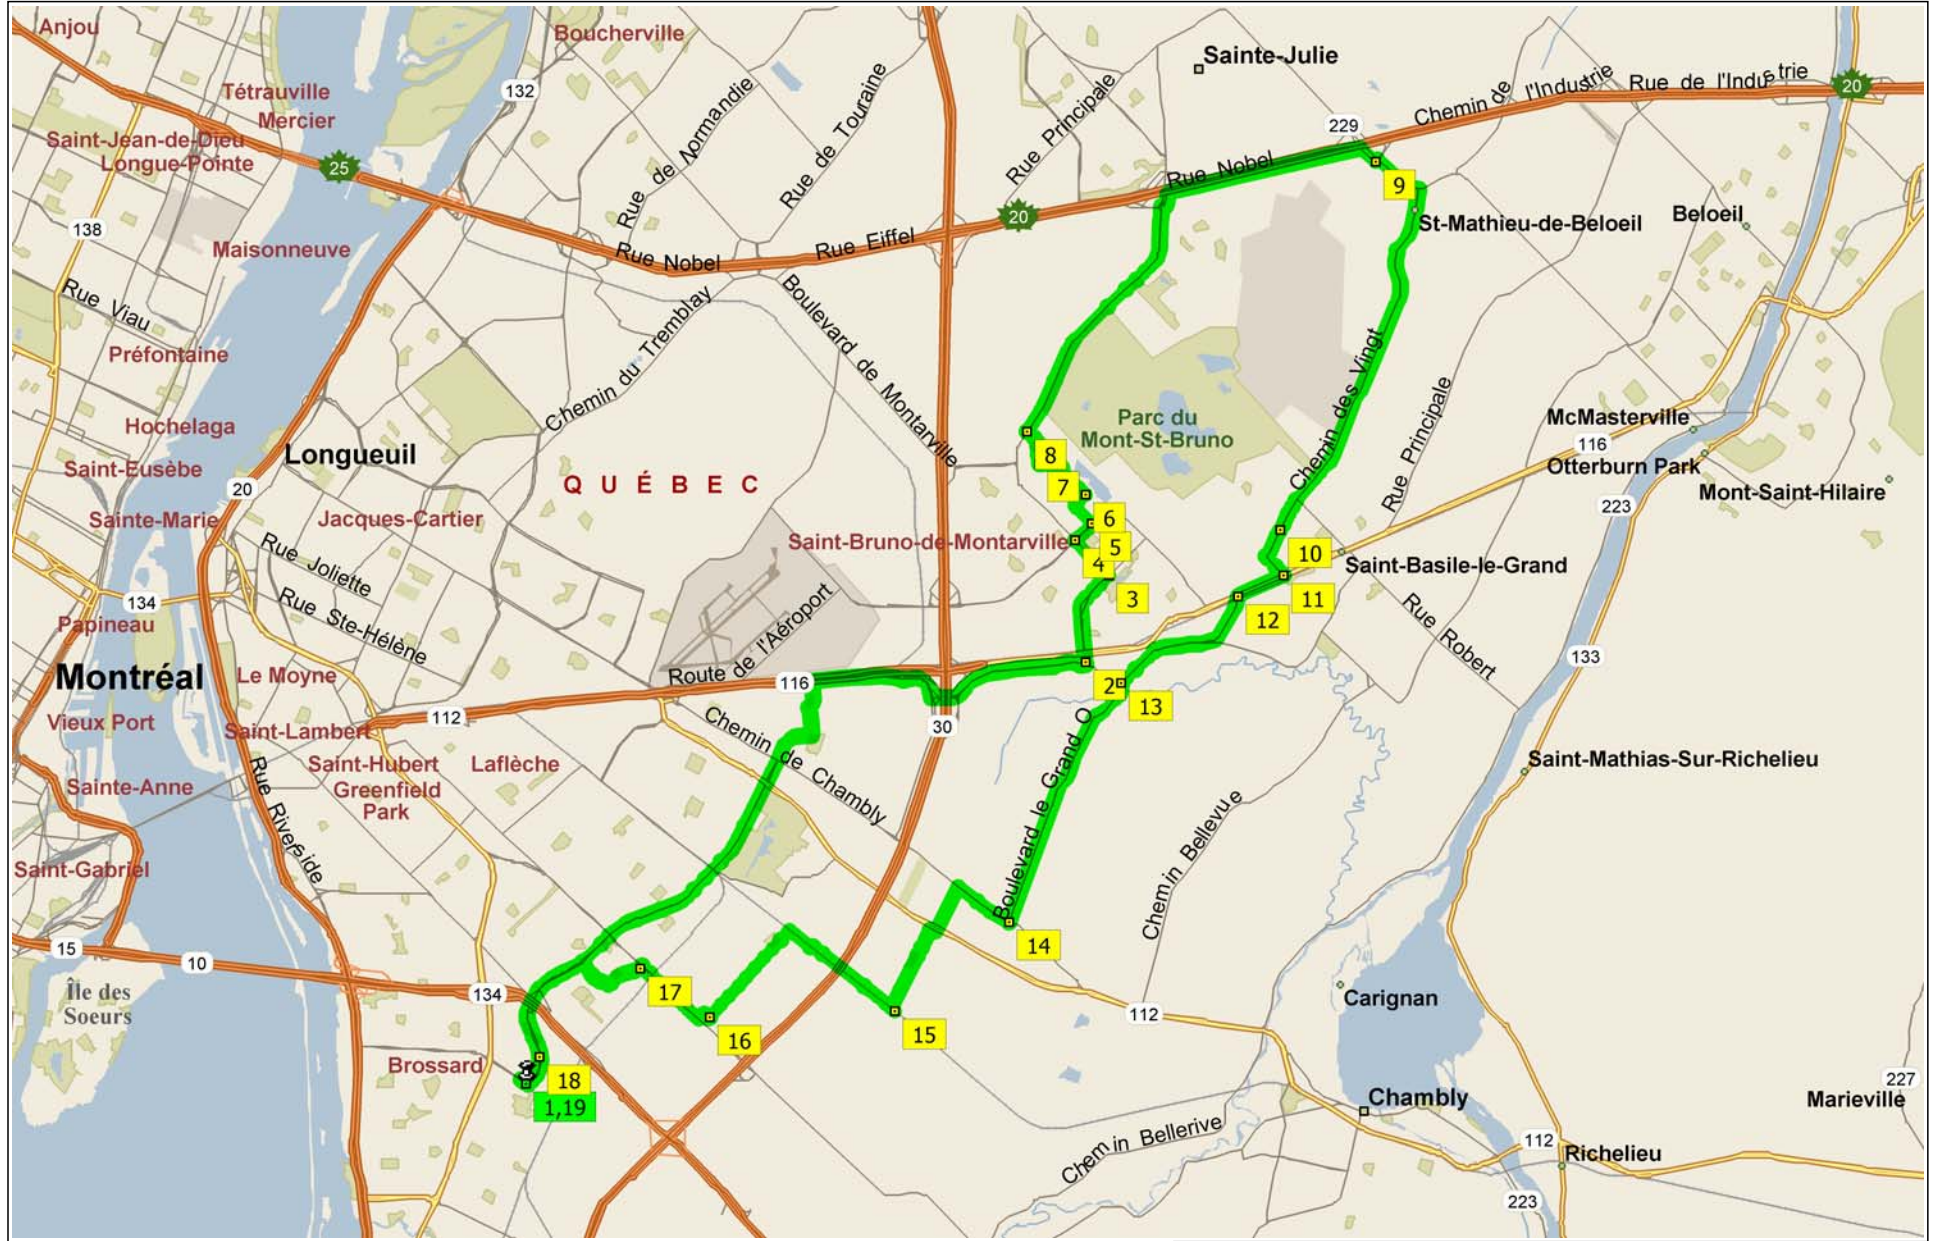 Anjou
Boucherville
Sainte-Julie
Tétrauville
Mercier
132
Rue de Normandie
Rue de Touraine
Rue Principale
Chemin de l'Industrie
Rue de l'Industrie
20
229
Saint-Jean-de-Dieu
Longue-Pointe
25
Rue Nobel
9
138
Maisonneuve
20
St-Mathieu-de-Beloeil
Beloeil
Rue Eiffel
Rue Nobel
Rue Viau
Boulevard de Montarville
Chemin du Tremblay
Préfontaine
Chemin des Vingt
Parc du
Mont-St-Bruno
Rue Principale
McMasterville
116
Hochelaga
Longueuil
Saint-Eusèbe
8
Otterburn Park
QUÉBEC
7
20
Mont-Saint-Hilaire
223
Sainte-Marie
Jacques-Cartier
6
Saint-Bruno-de-Montarville
5
10
4
Saint-Basile-le-Grand
Rue Joliette
134
3
11
12
Rue Ste-Hélène
Route de l'Aéroport
Rue Robert
Papineau
133
Montréal
Le Moyne
116
2
13
112
Vieux Port
Saint-Lambert
30
Chemin de Chambly
Saint-Hubert
Laflèche
Greenfield
Park
Sainte-Anne
Rue Riverside
Boulevard le Grand O
Chemin Bellevue
Saint-Mathias-Sur-Richelieu
Saint-Gabriel
14
15
10
134
17
Île des
Soeurs
Carignan
112
15
16
Brossard
18
1,19
227
Chambly
Marieville
Chemin Bellerive
112
Richelieu
223